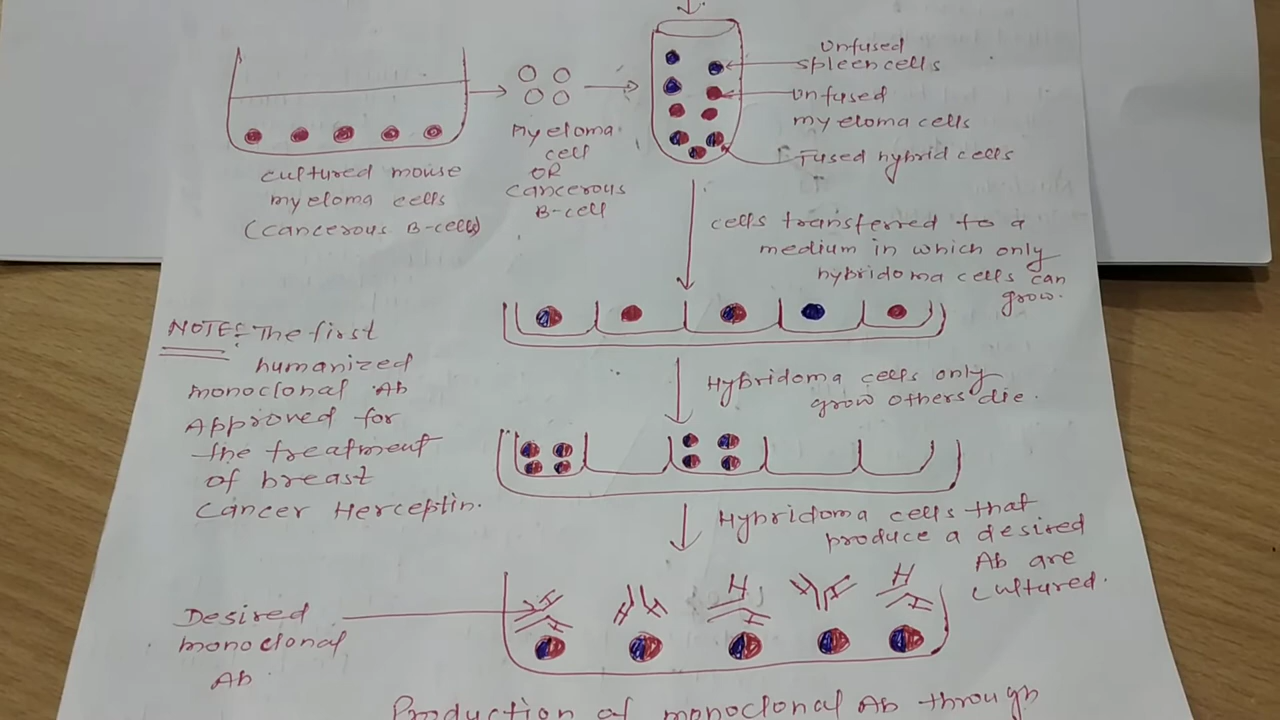 Unfused
spleen cells
Unfused
myeloma cells
Fused hybrid cells
Myeloma
cell
OR
cancerous
B-cell
cultured mouse
myeloma cells
(cancerous B-cells)
cells transferred to a
medium in which only
hybridoma cells can
grow.
NOTE:- The first
humanized
monoclonal Ab
Approved for
the treatment
of breast
Cancer Herceptin.
Hybridoma cells only
grow others die.
Hybridoma cells that
produce a desired
Ab are
cultured.
Desired
monoclonal
Ab
Production of monoclonal Ab through